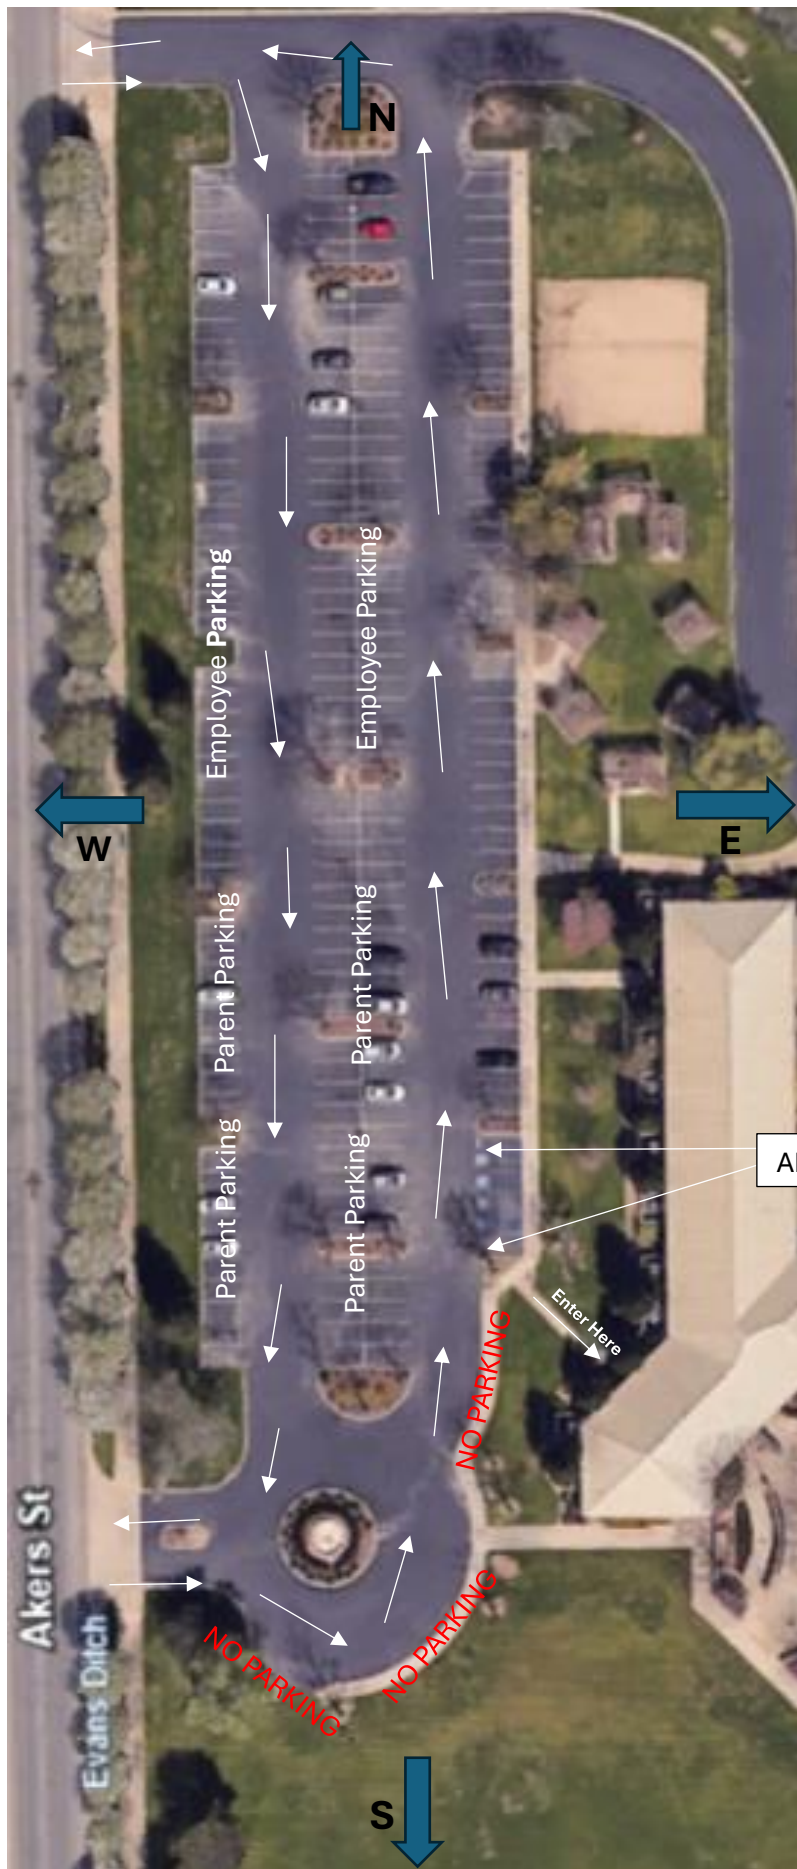 N
Employee Parking
Employee Parking
W
E
Parent Parking
Parent Parking
Parent Parking
Parent Parking
Enter Here
NO PARKING
Akers St
Evans Ditch
NO PARKING
NO PARKING
S